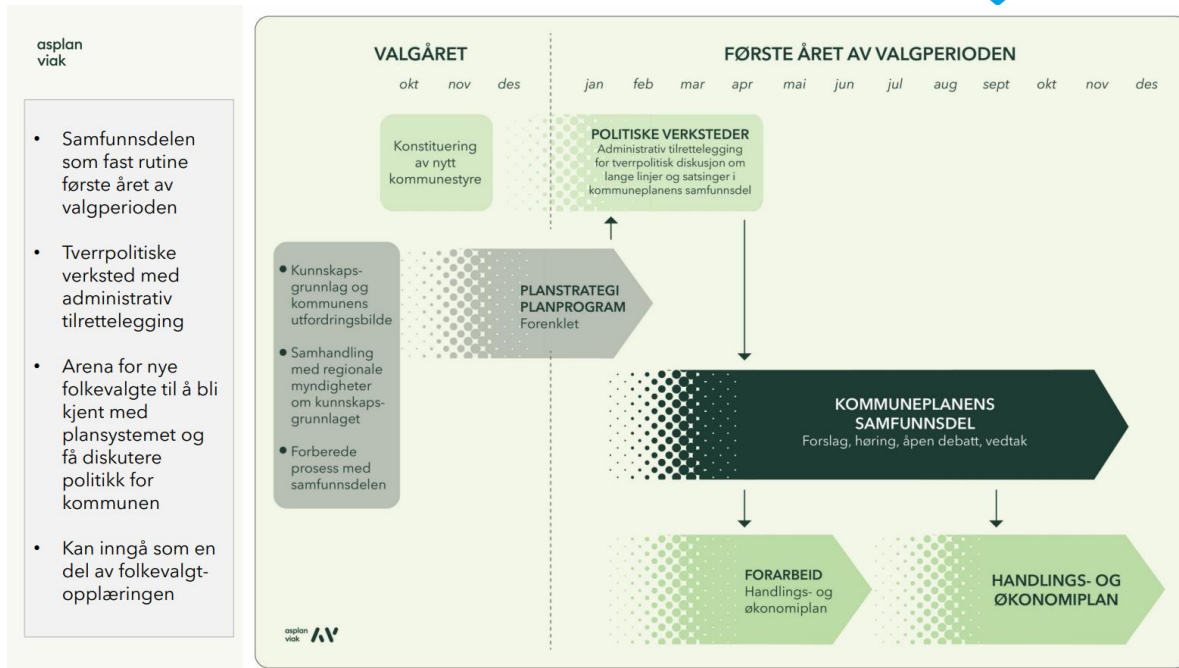 asplan
viak
• Samfunnsdelen
som fast rutine
første året av
valgperioden
• Tverrpolitiske
verksted med
administrativ
tilrettelegging
• Arena for nye
folkevalgte til å bli
kjent med
plansystemet og
få diskutere
politikk for
kommunen
• Kan inngå som en
del av folkevalgt-
opplæringen
VALGÅRET
okt nov des
FØRSTE ÅRET AV VALGPERIODEN
jan feb mar apr mai jun jul aug sept okt nov des
Konstituering
av nytt
kommunestyre
POLITISKE VERKSTEDER
Administrativ tilrettelegging
for tverrpolitisk diskusjon om
lange linjer og satsinger i
kommuneplanens samfunnsdel
• Kunnskaps-
grunnlag og
kommunens
utfordringsbilde
• Samhandling
med regionale
myndigheter
om kunnskaps-
grunnlaget
• Forberede
prosess med
samfunnsdelen
PLANSTRATEGI
PLANPROGRAM
Forenklet
KOMMUNEPLANENS
SAMFUNNSDEL
Forslag, høring, åpen debatt, vedtak
FORARBEID
Handlings- og
økonomiplan
HANDLINGS- OG
ØKONOMIPLAN
asplan
viak